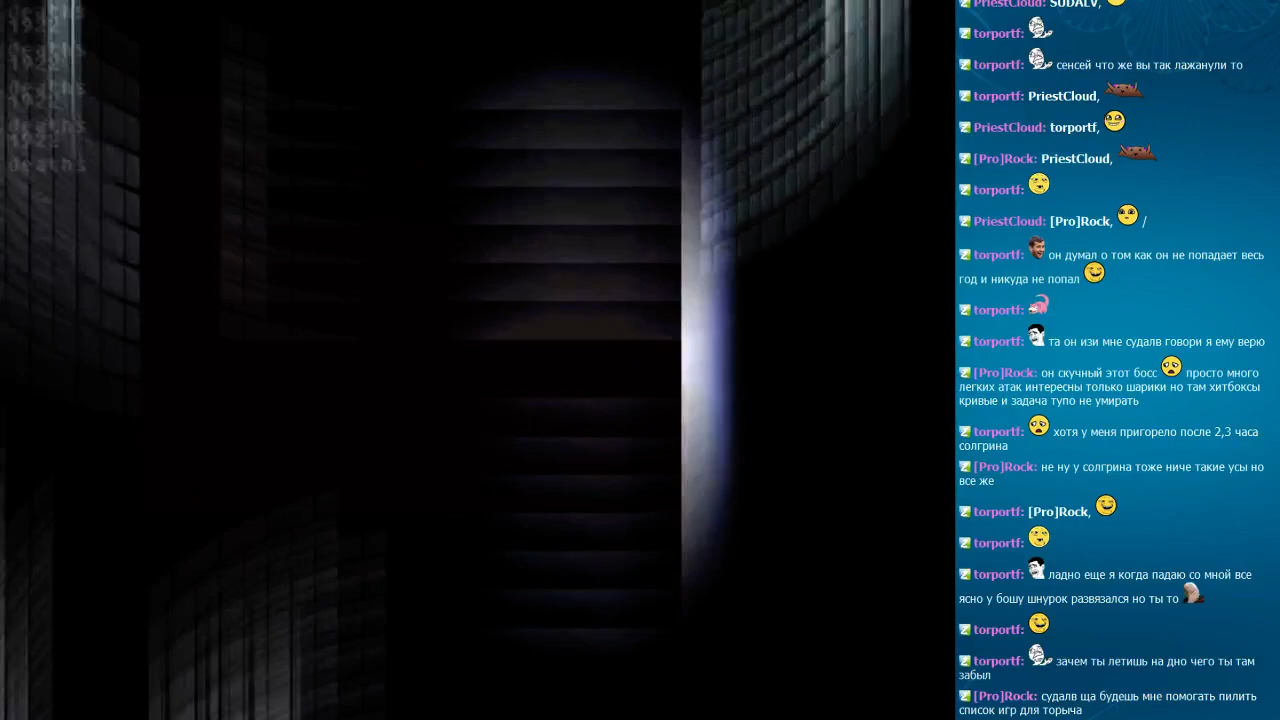 PriestCloud: SUDALV,
torportf:
torportf: сенсей что же вы так лажанули то
torportf: PriestCloud,
PriestCloud: torportf,
[Pro]Rock: PriestCloud,
torportf:
PriestCloud: [Pro]Rock, /
torportf: он думал о том как он не попадает весь
год и никуда не попал
torportf:
torportf: та он изи мне судалв говори я ему верю
[Pro]Rock: он скучный этот босс просто много
легких атак интересны только шарики но там хитбоксы
кривые и задача тупо не умирать
torportf: хотя у меня пригорело после 2,3 часа
солгрина
[Pro]Rock: не ну у солгрина тоже ниче такие усы но
все же
torportf: [Pro]Rock,
torportf:
torportf: ладно еще я когда падаю со мной все
ясно у бошу шнурок развязался но ты то
torportf:
torportf: зачем ты летишь на дно чего ты там
забыл
[Pro]Rock: судалв ща будешь мне помогать пилить
список игр для торыча